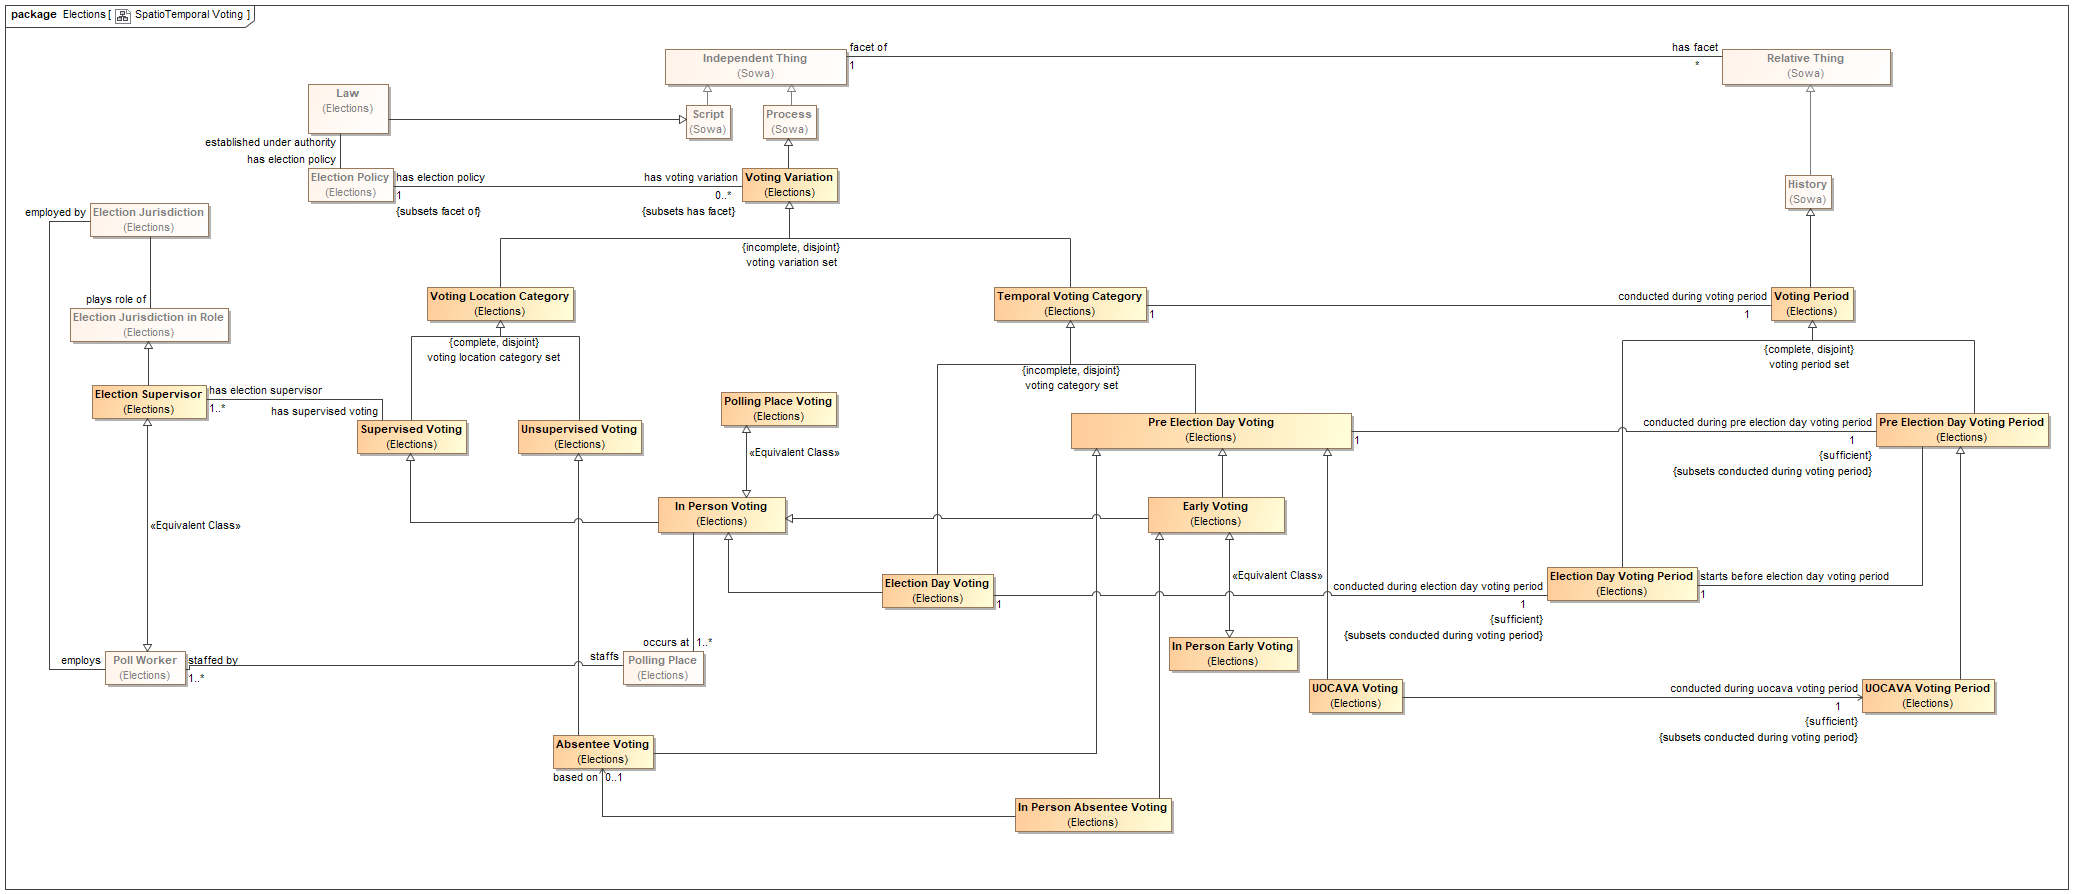 package Elections [ SpatioTemporal Voting ]
facet of
has facet
Independent Thing
(Sowa)
1
*
Relative Thing
(Sowa)
Law
(Elections)
Script
(Sowa)
Process
(Sowa)
established under authority
has election policy
Election Policy
(Elections)
has election policy
1
{subsets facet of}
has voting variation
0..*
{subsets has facet}
Voting Variation
(Elections)
History
(Sowa)
employed by
Election Jurisdiction
(Elections)
{incomplete, disjoint}
voting variation set
plays role of
Election Jurisdiction in Role
(Elections)
Voting Location Category
(Elections)
Temporal Voting Category
(Elections)
1
conducted during voting period
1
Voting Period
(Elections)
{complete, disjoint}
voting location category set
{incomplete, disjoint}
voting category set
{complete, disjoint}
voting period set
Election Supervisor
(Elections)
has election supervisor
1..*
has supervised voting
Supervised Voting
(Elections)
Unsupervised Voting
(Elections)
Polling Place Voting
(Elections)
Pre Election Day Voting
(Elections)
1
conducted during pre election day voting period
1
{sufficient}
{subsets conducted during voting period}
Pre Election Day Voting Period
(Elections)
«Equivalent Class»
In Person Voting
(Elections)
Early Voting
(Elections)
«Equivalent Class»
Election Day Voting
(Elections)
1
«Equivalent Class»
conducted during election day voting period
1
{sufficient}
{subsets conducted during voting period}
Election Day Voting Period
(Elections)
starts before election day voting period
1
employs
Poll Worker
(Elections)
staffed by
1..*
staffs
occurs at
1..*
Polling Place
(Elections)
In Person Early Voting
(Elections)
UOCAVA Voting
(Elections)
conducted during uocava voting period
1
{sufficient}
{subsets conducted during voting period}
UOCAVA Voting Period
(Elections)
Absentee Voting
(Elections)
based on
0..1
In Person Absentee Voting
(Elections)